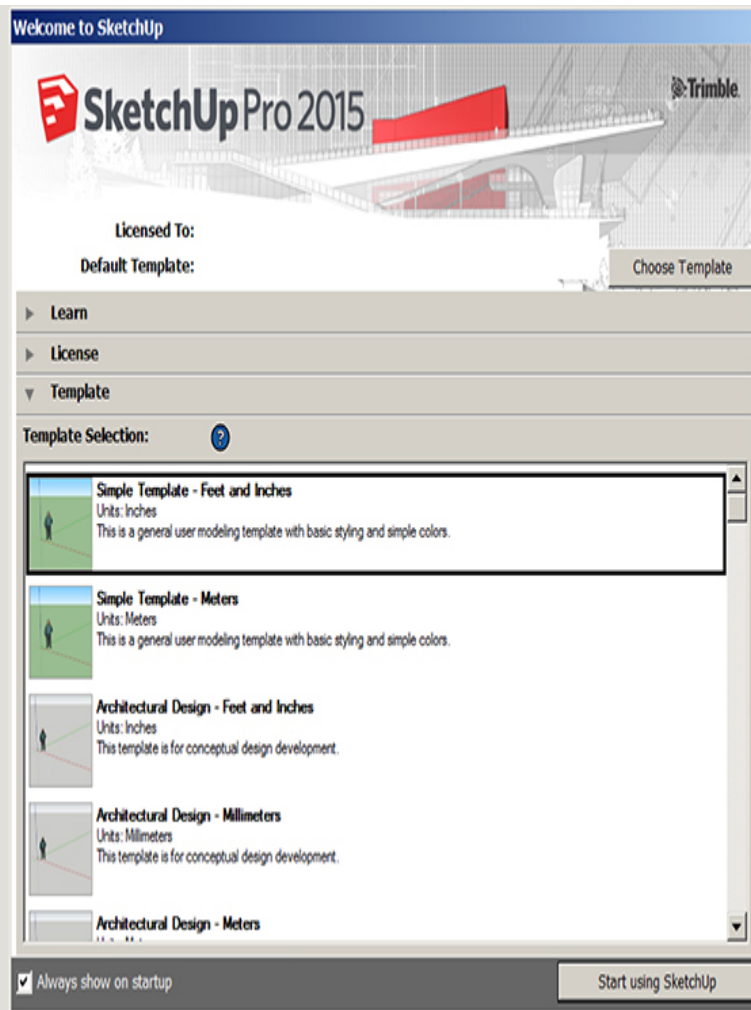 Welcome to SketchUp
SketchUp Pro 2015
Trimble.
Licensed To:
Default Template:
Choose Template
Learn
License
Template
Template Selection:
?
Simple Template - Feet and Inches
Units: Inches
This is a general user modeling template with basic styling and simple colors.
Simple Template - Meters
Units: Meters
This is a general user modeling template with basic styling and simple colors.
Architectural Design - Feet and Inches
Units: Inches
This template is for conceptual design development.
Architectural Design - Millimeters
Units: Millimeters
This template is for conceptual design development.
Architectural Design - Meters
Always show on startup
Start using SketchUp